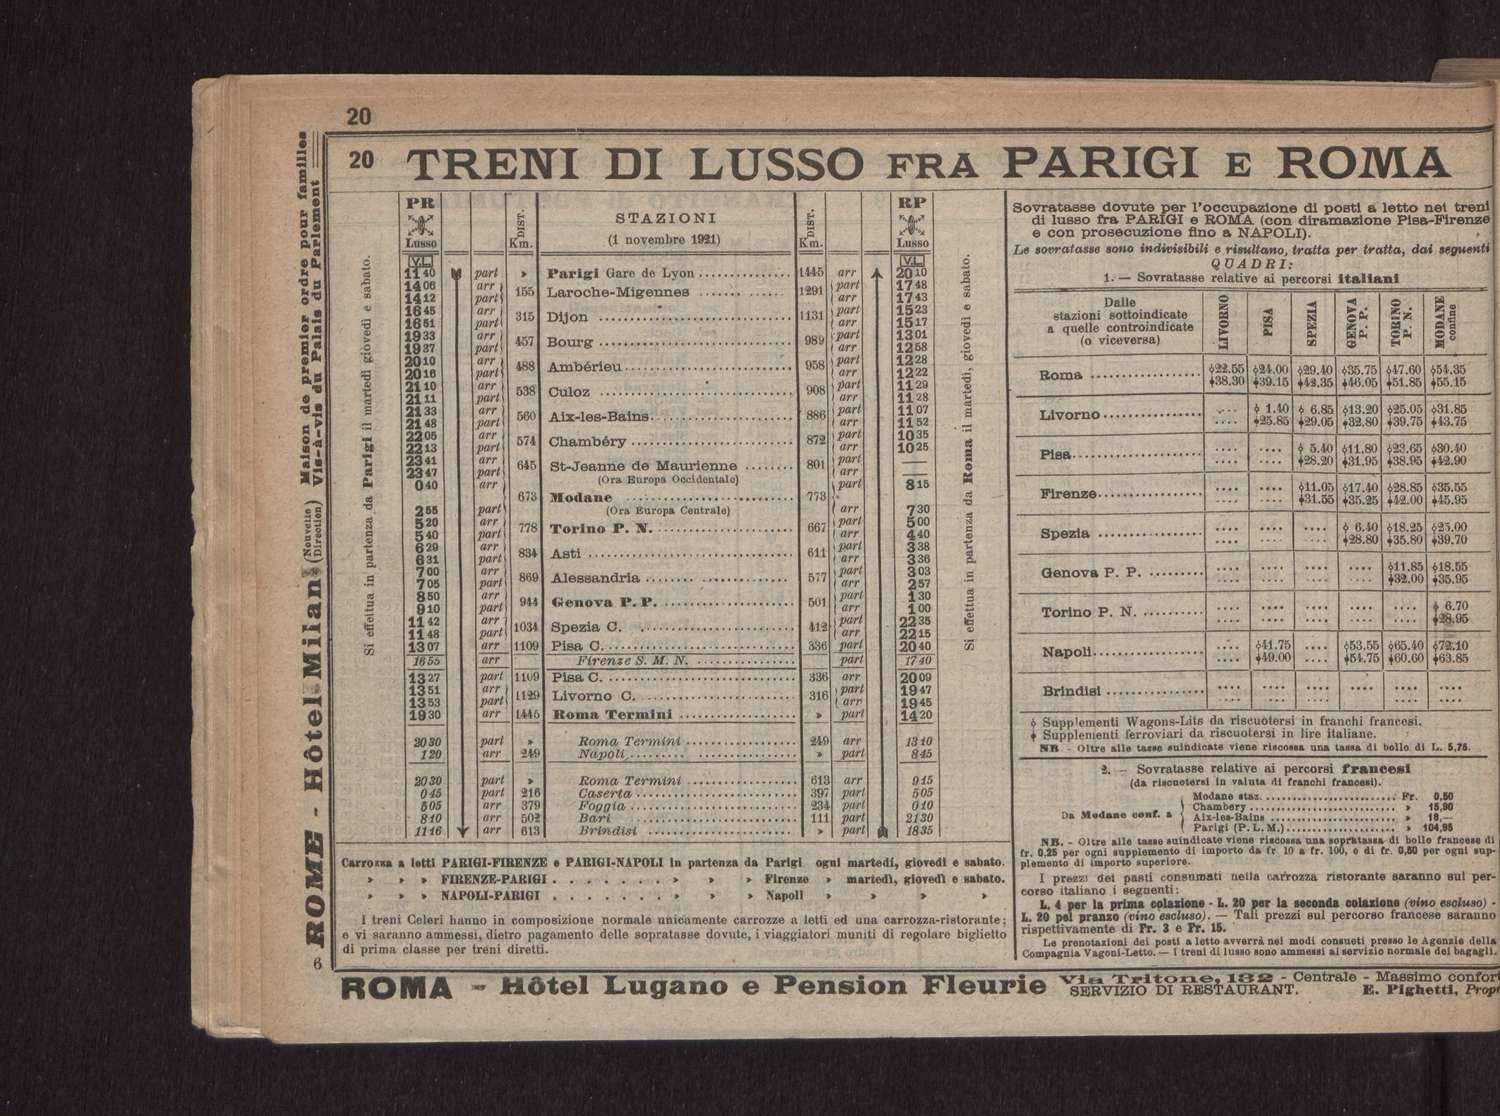 20
20 TRENI DI LUSSO FRA PARIGI E ROMA
ROME - Hôtel Milan (Nouvelle Direction) Maison de premier ordre pour familles
Vis-à-vis du Palais du Parlement
PR Lusso DIST. Km. STAZIONI (1 novembre 1921) DIST. Km. RP Lusso
Si effettua in partenza da Parigi il martedì giovedì e sabato.
Si effettua in partenza da Roma il martedì, giovedì e sabato.
V.L. V.L.
11 40 part » Parigi Gare de Lyon 1445 arr 20 10
14 06 arr 155 Laroche-Migennes 1291 part 17 48
14 12 part arr 17 43
16 45 arr 315 Dijon 1131 part 15 23
16 51 part arr 15 17
19 33 arr 457 Bourg 989 part 13 01
19 37 part arr 12 58
20 10 arr 488 Ambérieu 958 part 12 28
20 16 part arr 12 22
21 10 arr 538 Culoz 908 part 11 29
21 11 part arr 11 28
21 33 arr 560 Aix-les-Bains 886 part 11 07
21 48 part arr 11 52
22 05 arr 574 Chambéry 872 part 10 35
22 13 part arr 10 25
23 41 arr 645 St-Jeanne de Maurienne 801 part —
23 47 part (Ora Europa Occidentale) arr —
0 40 arr 673 Modane 773 part 8 15
2 55 part (Ora Europa Centrale) arr 7 30
5 20 arr 778 Torino P. N. 667 part 5 00
5 40 part arr 4 40
6 29 arr 834 Asti 611 part 3 38
6 31 part arr 3 36
7 00 arr 869 Alessandria 577 part 3 03
7 05 part arr 2 57
8 50 arr 944 Genova P. P. 501 part 1 30
9 10 part arr 1 00
11 42 arr 1034 Spezia C. 412 part 22 35
11 48 part arr 22 15
13 07 arr 1109 Pisa C. 336 part 20 40
16 55 arr Firenze S. M. N. part 17 40
13 27 part 1109 Pisa C. 336 arr 20 09
13 51 arr 1129 Livorno C. 316 part 19 47
13 53 part arr 19 45
19 30 arr 1445 Roma Termini » part 14 20
20 30 part » Roma Termini 249 arr 13 10
1 20 arr 249 Napoli » part 8 45
20 30 part » Roma Termini 613 arr 9 15
0 45 part 216 Caserta 397 part 5 05
5 05 arr 379 Foggia 234 part 0 10
8 10 arr 502 Bari 111 part 21 30
11 16 arr 613 Brindisi » part 18 35
Carrozza a letti PARIGI-FIRENZE e PARIGI-NAPOLI in partenza da Parigi ogni martedì, giovedì e sabato.
» » » FIRENZE-PARIGI . . . . . . . » » » Firenze » martedì, giovedì e sabato.
» » » NAPOLI-PARIGI . . . . . . . » » » Napoli » » » »
I treni Celeri hanno in composizione normale unicamente carrozze a letti ed una carrozza-ristorante;
e vi saranno ammessi, dietro pagamento delle sopratasse dovute, i viaggiatori muniti di regolare biglietto
di prima classe per treni diretti.
6
Sovratasse dovute per l'occupazione di posti a letto nei treni
di lusso fra PARIGI e ROMA (con diramazione Pisa-Firenze
e con prosecuzione fino a NAPOLI).
Le sovratasse sono indivisibili e risultano, tratta per tratta, dai seguenti
QUADRI:
1. — Sovratasse relative ai percorsi italiani
Dalle stazioni sottoindicate a quelle controindicate (o viceversa) LIVORNO PISA SPEZIA GENOVA P. P. TORINO P. N. MODANE confine
Roma ϕ22.55 ϕ24.00 ϕ29.40 ϕ35.75 ϕ47.60 ϕ54.35
38.30 39.15 42.35 46.05 51.85 55.15
Livorno .... ϕ 1.40 ϕ 6.85 ϕ13.20 ϕ25.05 ϕ31.85
.... 25.85 29.05 32.80 39.75 43.75
Pisa .... .... ϕ 5.40 ϕ11.80 ϕ23.65 ϕ30.40
.... .... 28.20 31.95 38.95 42.90
Firenze .... .... ϕ11.05 ϕ17.40 ϕ28.85 ϕ35.55
.... .... 31.55 35.25 42.00 45.95
Spezia .... .... .... ϕ 6.40 ϕ18.25 ϕ25.00
.... .... .... 28.80 35.80 39.70
Genova P. P. .... .... .... .... ϕ11.85 ϕ18.55
.... .... .... .... 32.00 35.95
Torino P. N. .... .... .... .... .... ϕ 6.70
.... .... .... .... .... 28.95
Napoli .... ϕ41.75 .... ϕ53.55 ϕ65.40 ϕ72.10
.... 49.00 .... 54.75 60.60 63.85
Brindisi .... .... .... .... .... ....
.... .... .... .... .... ....
ϕ Supplementi Wagons-Lits da riscuotersi in franchi francesi.
Supplementi ferroviari da riscuotersi in lire italiane.
NB. - Oltre alle tasse suindicate viene riscossa una tassa di bollo di L. 5,75.
2. — Sovratasse relative ai percorsi francesi
(da riscuotersi in valuta di franchi francesi).
Da Modane conf. a
Modane staz. Fr. 0,50
Chambery » 15,90
Aix-les-Bains » 18,—
Parigi (P.L.M.) » 104,95
NB. - Oltre alle tasse suindicate viene riscossa una sopratassa di bollo francese di
fr. 0,25 per ogni supplemento di importo da fr 10 a fr. 100, e di fr. 0,50 per ogni sup-
plemento di importo superiore.
I prezzi dei pasti consumati nella carrozza ristorante saranno sul per-
corso italiano i seguenti:
L. 4 per la prima colazione - L. 20 per la seconda colazione (vino escluso) -
L. 20 pel pranzo (vino escluso). — Tali prezzi sul percorso francese saranno
rispettivamente di Fr. 3 e Fr. 15.
Le prenotazioni dei posti a letto avverrà nei modi consueti presso le Agenzie della
Compagnia Vagoni-Letto. — I treni di lusso sono ammessi al servizio normale dei bagagli.
ROMA - Hôtel Lugano e Pension Fleurie Via Tritone, 132 - Centrale - Massimo confort
SERVIZIO DI RESTAURANT. E. Pighetti, Propr